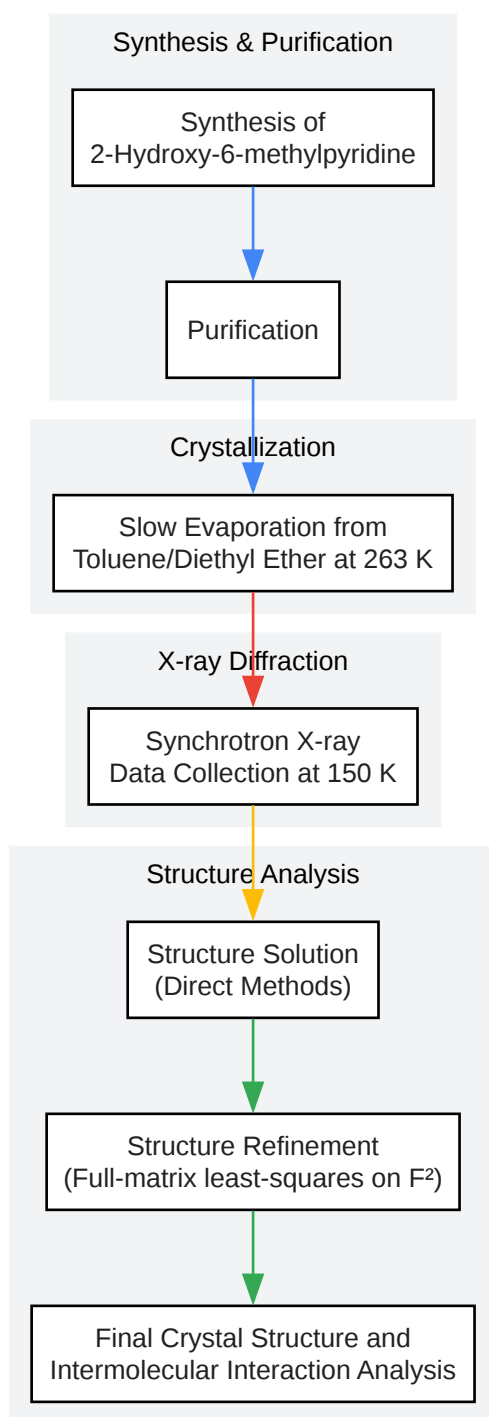 Synthesis & Purification
Synthesis of
2-Hydroxy-6-methylpyridine
Purification
Crystallization
Slow Evaporation from
Toluene/Diethyl Ether at 263 K
X-ray Diffraction
Synchrotron X-ray
Data Collection at 150 K
Structure Analysis
Structure Solution
(Direct Methods)
Structure Refinement
(Full-matrix least-squares on F²)
Final Crystal Structure and
Intermolecular Interaction Analysis